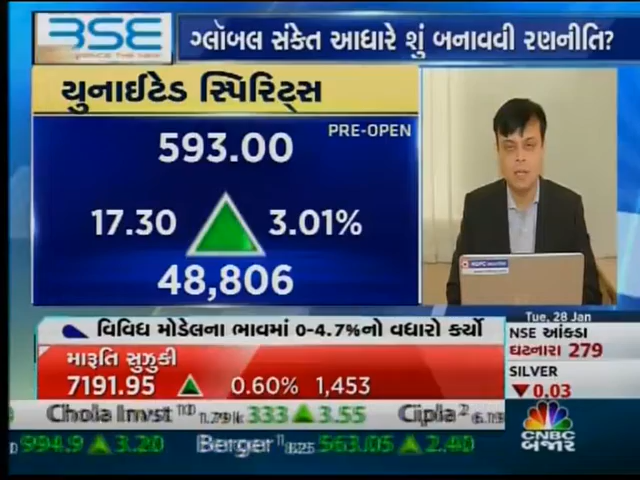 BSE
ગ્લૉબલ સંકેત આધારે શું બનાવવી રણનીતિ?
યુનાઈટેડ સ્પિરિટ્સ
PRE-OPEN
593.00
17.30 3.01%
48,806
વિવિધ મોડેલના ભાવમાં 0-4.7%નો વધારો કર્યો
મારૂતિ સુઝુકી
7191.95 0.60% 1,453
Tue, 28 Jan
NSE આંકડા
ઘટનારા 279
SILVER
0.03
Chola Invst 333 3.55 Cipla
994.9 3.20 Berger 563.05 2.40
CNBC
બજાર